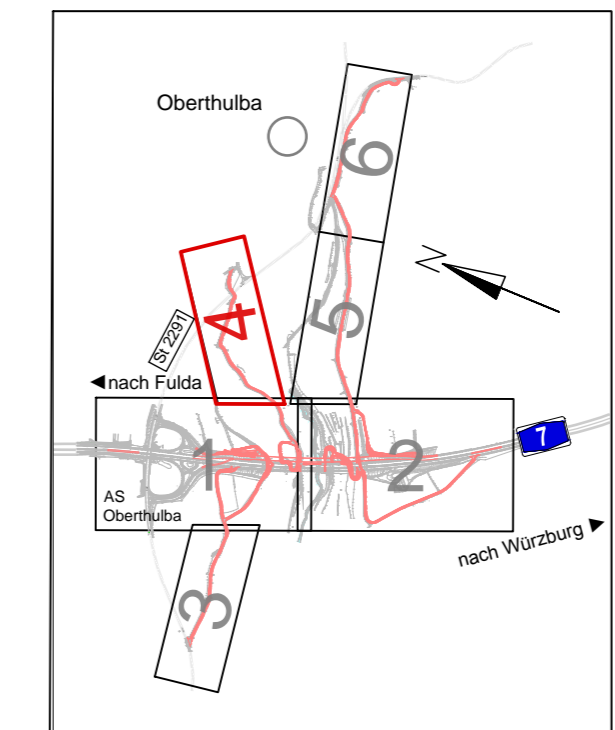 Oberthulba
6
N
4
5
St 2291
nach Fulda
1
2
7
AS
Oberthulba
nach Würzburg
3